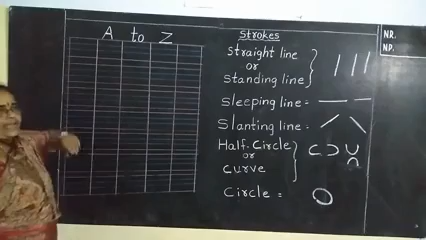 A to Z
Strokes
Straight line
or
Standing line
Sleeping line =
Slanting line =
Half-Circle
or
curve
Circle =
NR.
NP.